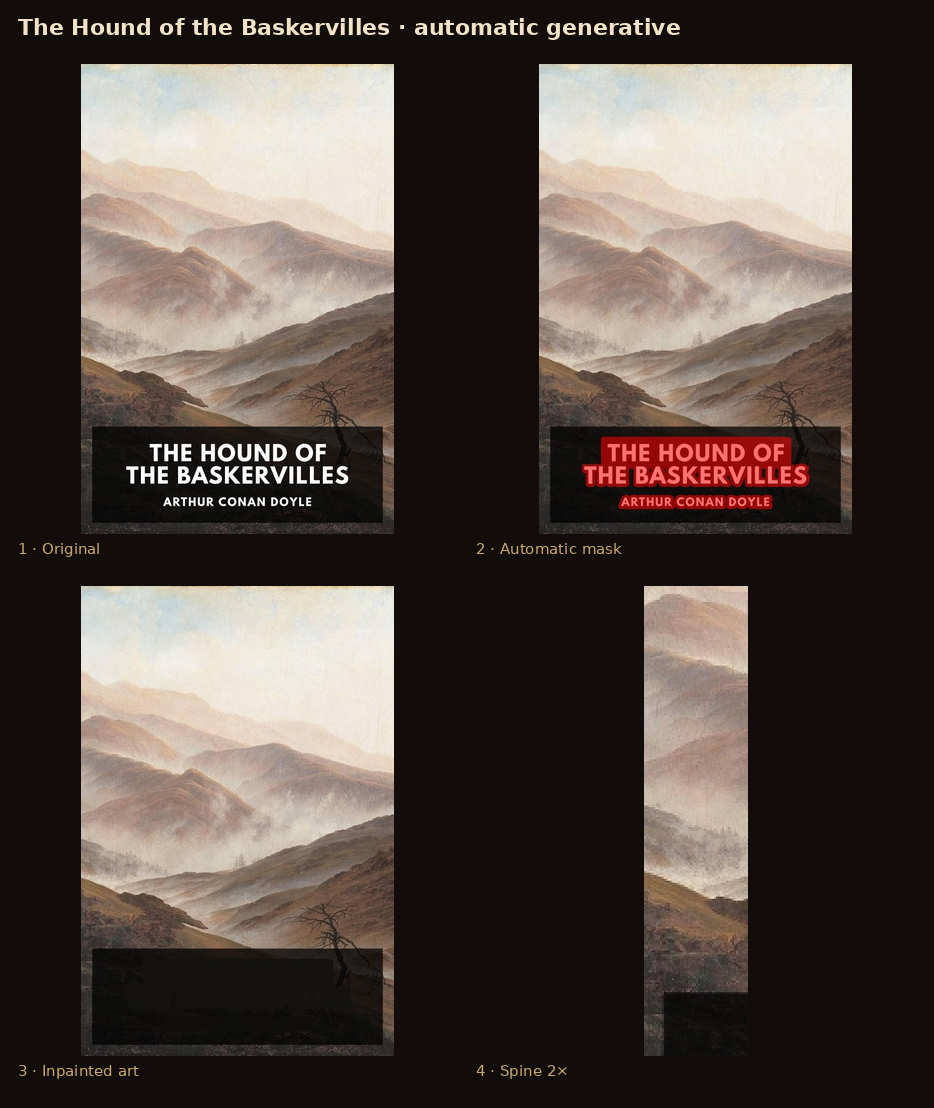 The Hound of the Baskervilles · automatic generative
THE HOUND OF
THE BASKERVILLES
ARTHUR CONAN DOYLE
THE HOUND OF
THE BASKERVILLES
ARTHUR CONAN DOYLE
1 · Original
2 · Automatic mask
3 · Inpainted art
4 · Spine 2×